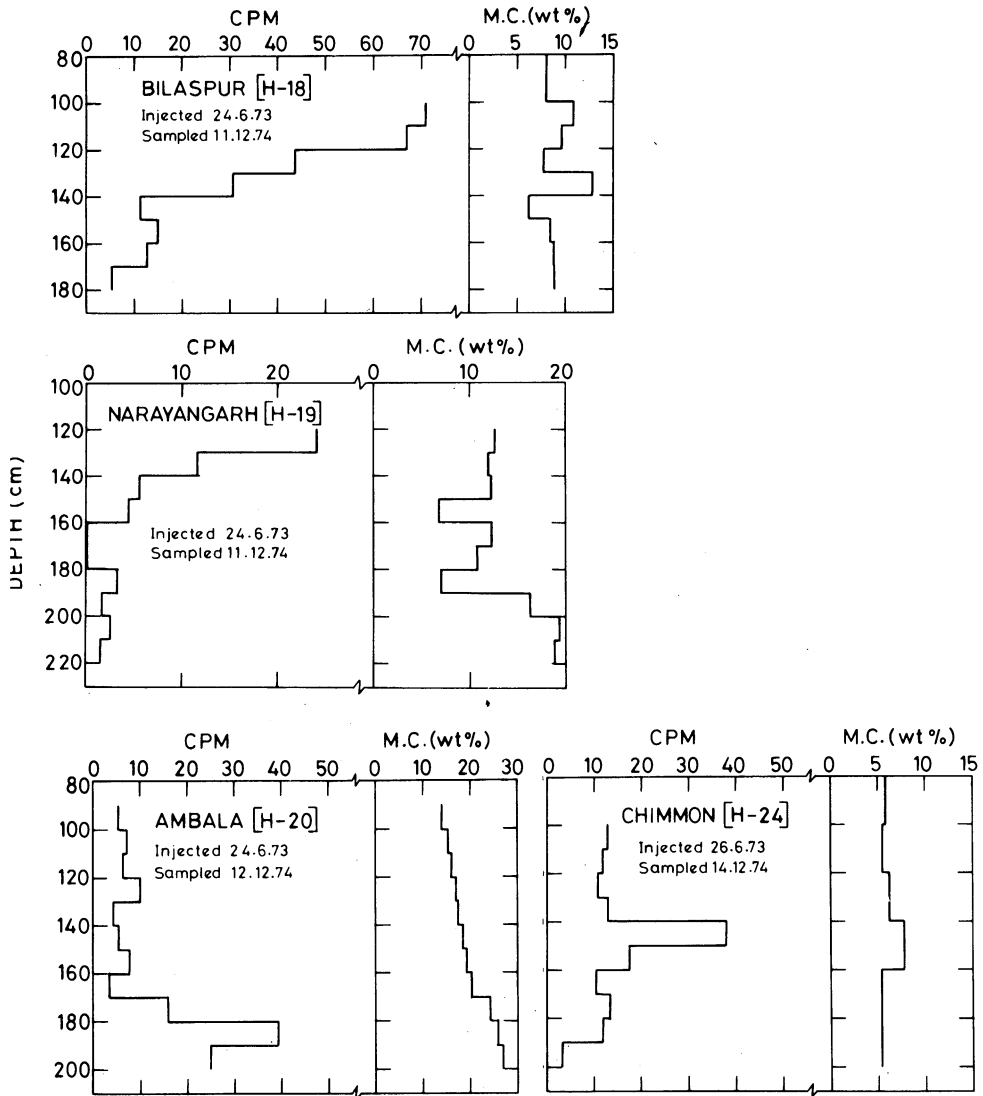 CPM M.C.(wt%)
0 10 20 30 40 50 60 70 0 5 10 15
80
BILASPUR [H-18]
100
Injected 24.6.73
Sampled 11.12.74
120
140
160
180
CPM M.C.(wt%)
0 10 20 0 10 20
100
NARAYANGARH [H-19]
120
140
DEPTH (cm)
160
Injected 24.6.73
Sampled 11.12.74
180
200
220
CPM M.C.(wt%) CPM M.C.(wt%)
0 10 20 30 40 50 0 10 20 30 0 10 20 30 40 50 0 5 10 15
80
100
AMBALA [H-20] CHIMMON [H-24]
Injected 24.6.73 Injected 26.6.73
Sampled 12.12.74 Sampled 14.12.74
120
140
160
180
200